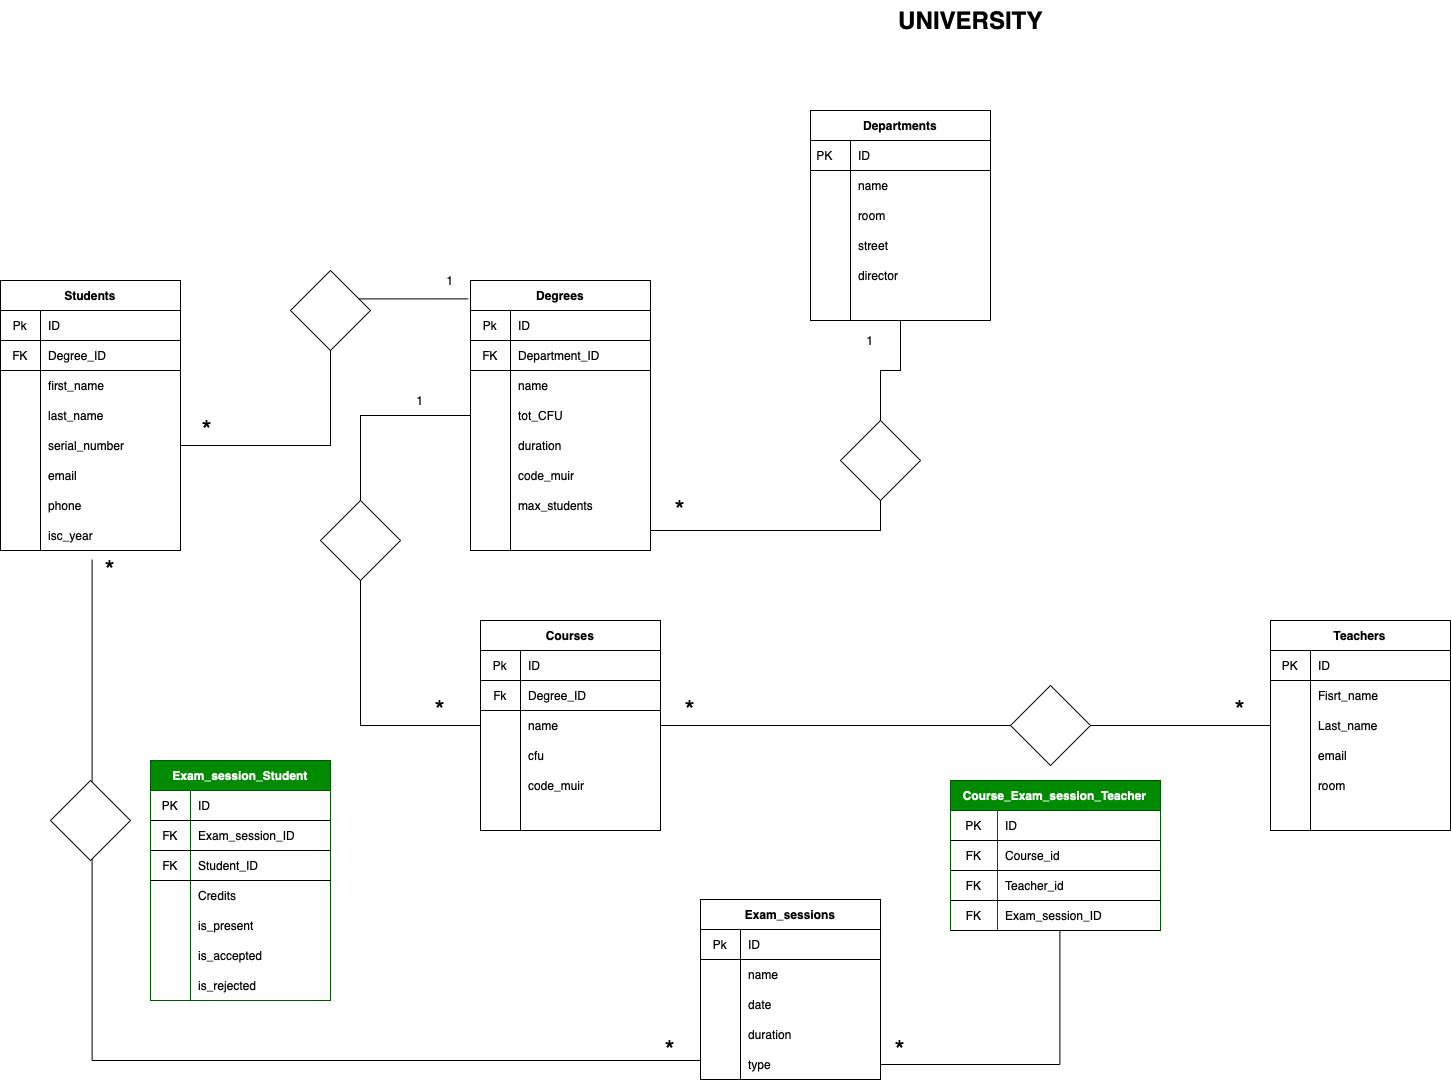 UNIVERSITY
Departments
PK ID
name
room
street
director
1
Students
Pk ID
FK Degree_ID
first_name
last_name
serial_number
email
phone
isc_year
*
*
1
Degrees
Pk ID
FK Department_ID
name
tot_CFU
duration
code_muir
max_students
1
*
Courses
Pk ID
Fk Degree_ID
name
cfu
code_muir
*
*
*
Teachers
PK ID
Fisrt_name
Last_name
email
room
Exam_session_Student
PK ID
FK Exam_session_ID
FK Student_ID
Credits
is_present
is_accepted
is_rejected
Course_Exam_session_Teacher
PK ID
FK Course_id
FK Teacher_id
FK Exam_session_ID
Exam_sessions
Pk ID
name
date
duration
type
*
*